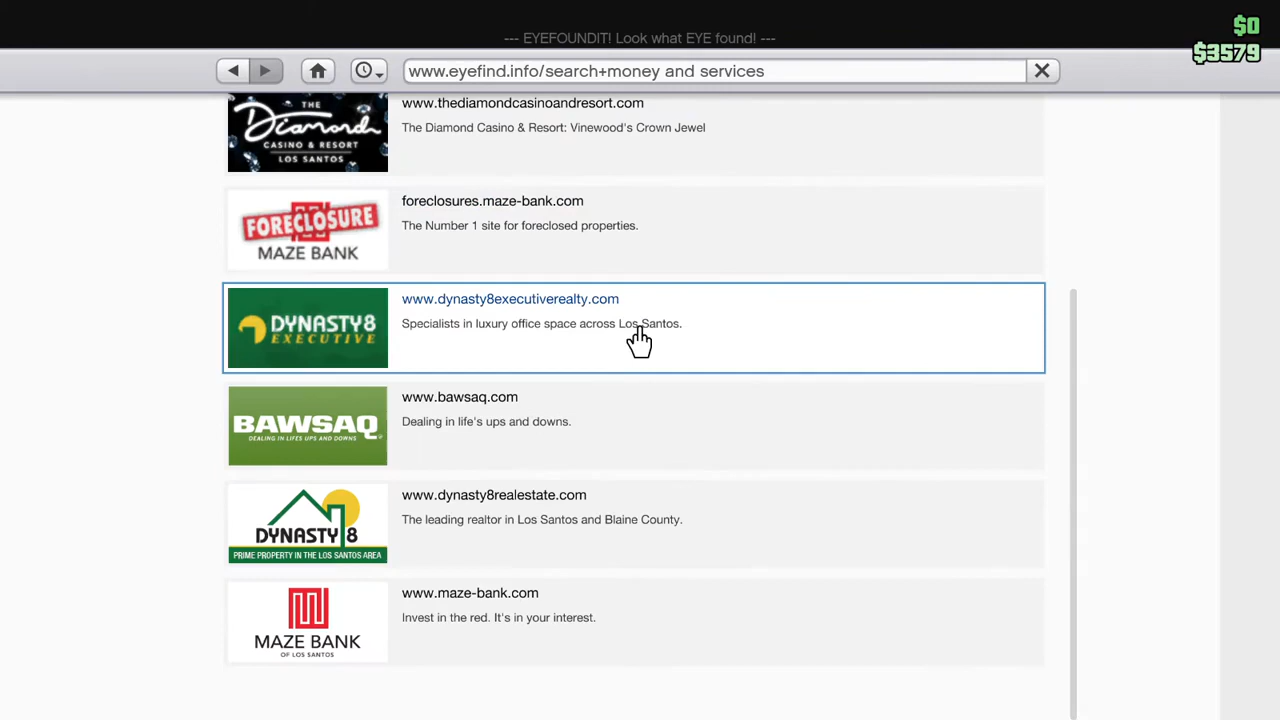 $0
--- EYEFOUNDIT! Look what EYE found! ---
$3579
www.eyefind.info/search+money and services
THE
Diamond
CASINO & RESORT
LOS SANTOS
www.thediamondcasinoandresort.com
The Diamond Casino & Resort: Vinewood's Crown Jewel
FORECLOSURE
MAZE BANK
foreclosures.maze-bank.com
The Number 1 site for foreclosed properties.
DYNASTY8
EXECUTIVE
www.dynasty8executiverealty.com
Specialists in luxury office space across Los Santos.
BAWSAQ
DEALING IN LIFES UPS AND DOWNS
www.bawsaq.com
Dealing in life's ups and downs.
DYNASTY 8
PRIME PROPERTY IN THE LOS SANTOS AREA
www.dynasty8realestate.com
The leading realtor in Los Santos and Blaine County.
MAZE BANK
OF LOS SANTOS
www.maze-bank.com
Invest in the red. It's in your interest.